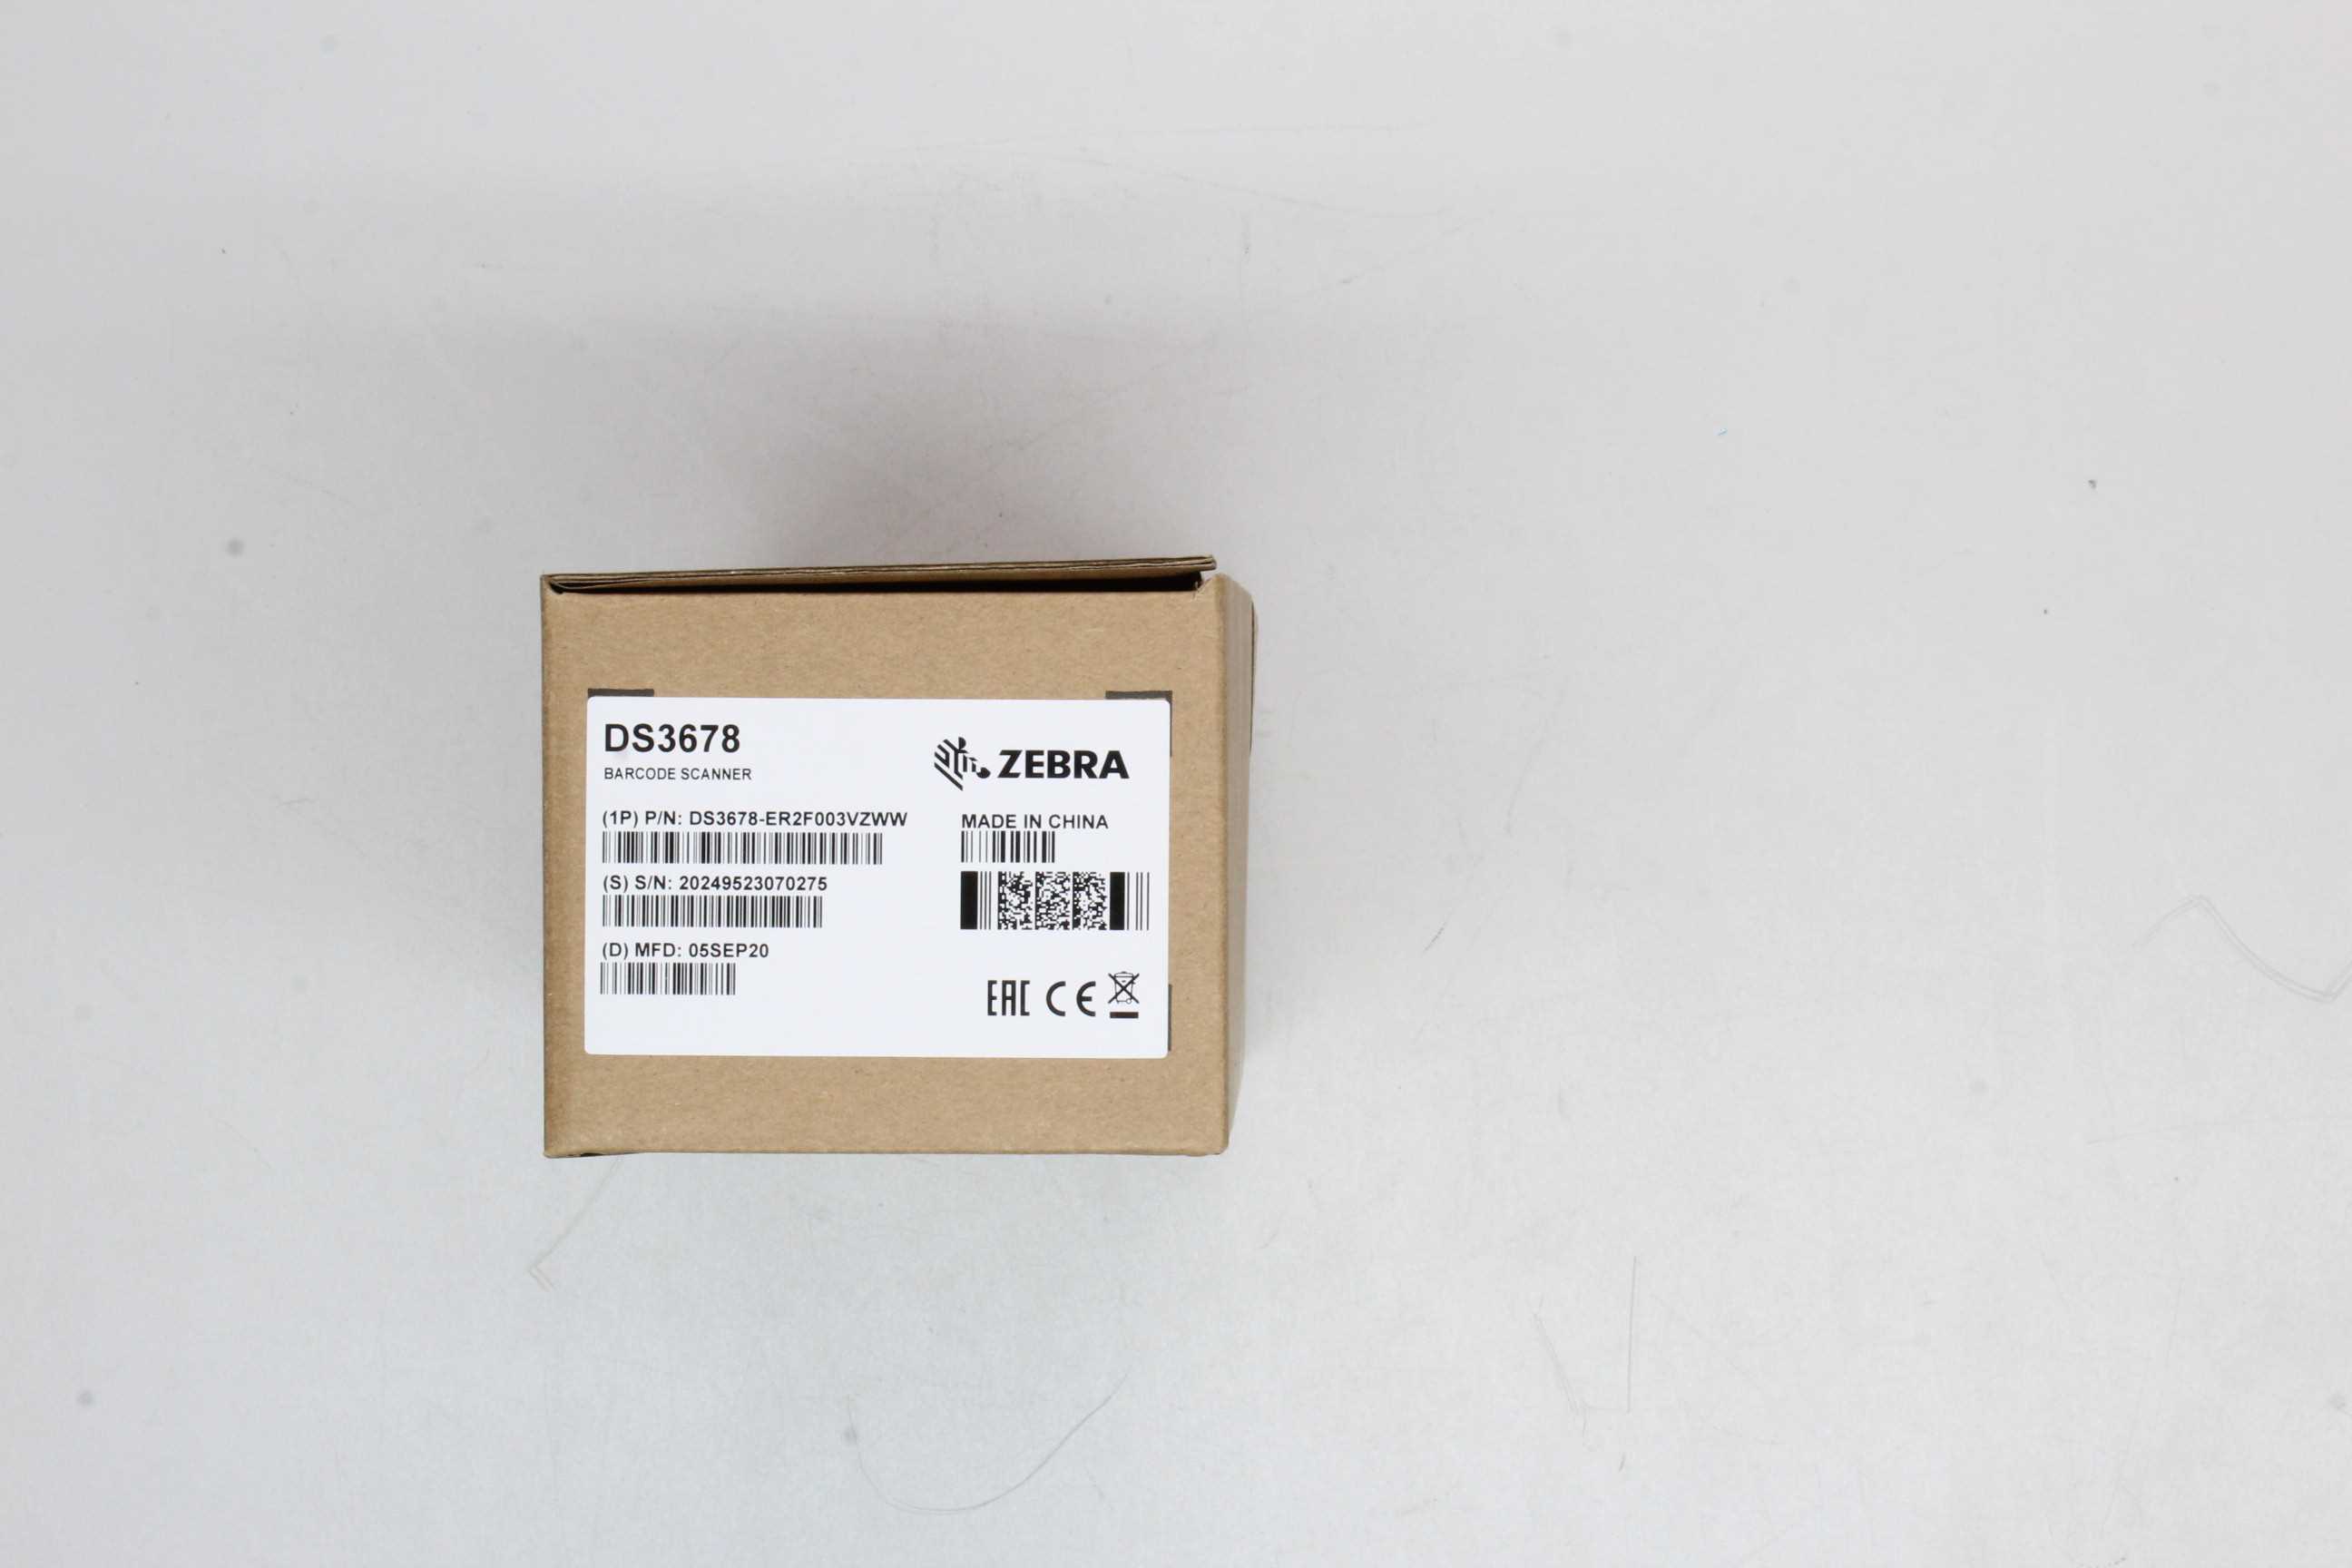 DS3678
BARCODE SCANNER
ZEBRA
(1P) P/N: DS3678-ER2F003VZWW
MADE IN CHINA
(S) S/N: 20249523070275
(D) MFD: 05SEP20
EAC CE